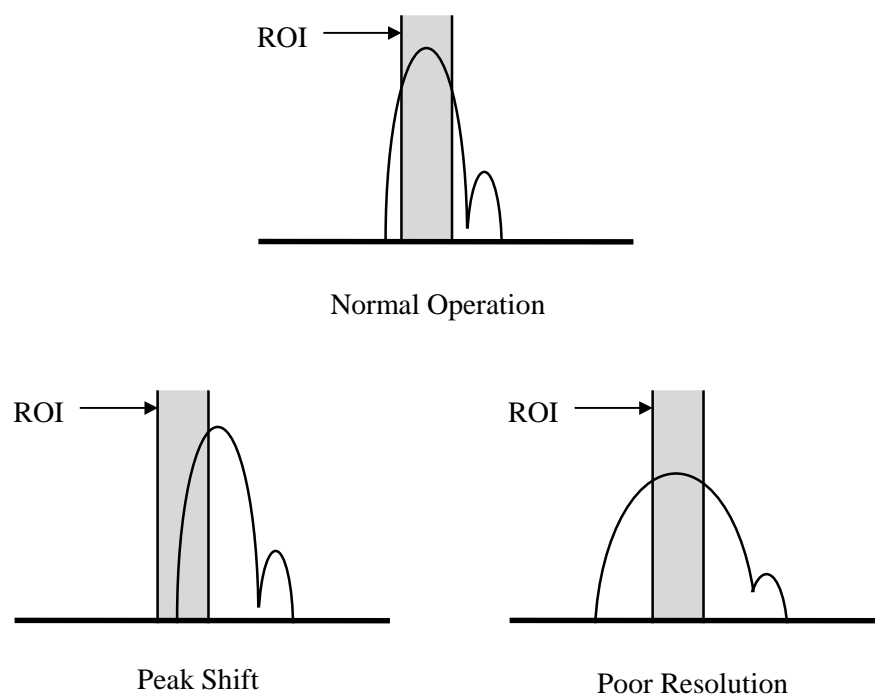 ROI
Normal Operation
ROI
ROI
Peak Shift
Poor Resolution